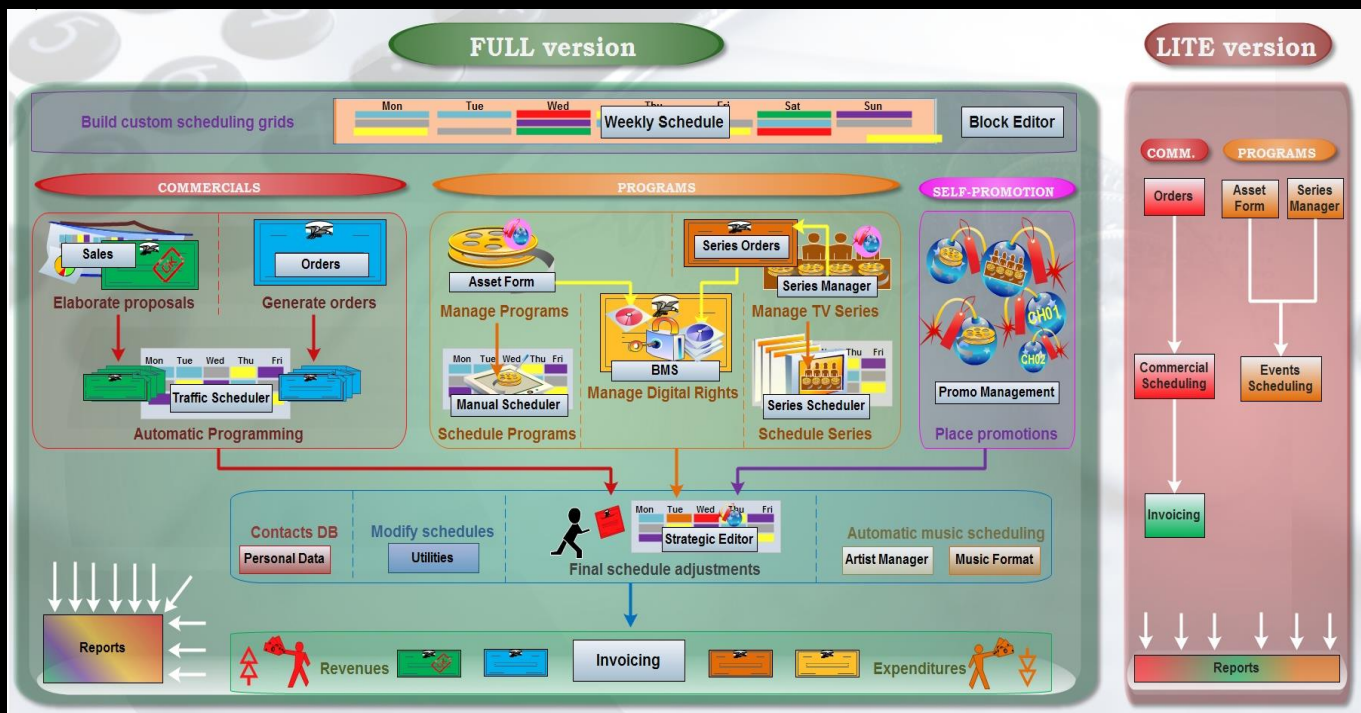 FULL version
LITE version
Build custom scheduling grids
Mon Tue Wed Thu Fri Sat Sun
Weekly Schedule
Block Editor
COMMERCIALS
PROGRAMS
SELF-PROMOTION
Sales
Elaborate proposals
Orders
Generate orders
Mon Tue Wed Thu Fri
Traffic Scheduler
Automatic Programming
Asset Form
Manage Programs
Mon Tue Wed Thu Fri
Manual Scheduler
Schedule Programs
BMS
Manage Digital Rights
Series Orders
Series Manager
Manage TV Series
Thu Fri
Series Scheduler
Schedule Series
CH01
CH02
Promo Management
Place promotions
Contacts DB
Personal Data
Modify schedules
Utilities
Mon Tue Wed Thu Fri
Strategic Editor
Final schedule adjustments
Automatic music scheduling
Artist Manager
Music Format
Reports
Revenues
Invoicing
Expenditures
COMM.
PROGRAMS
Orders
Asset
Form
Series
Manager
Commercial
Scheduling
Events
Scheduling
Invoicing
Reports